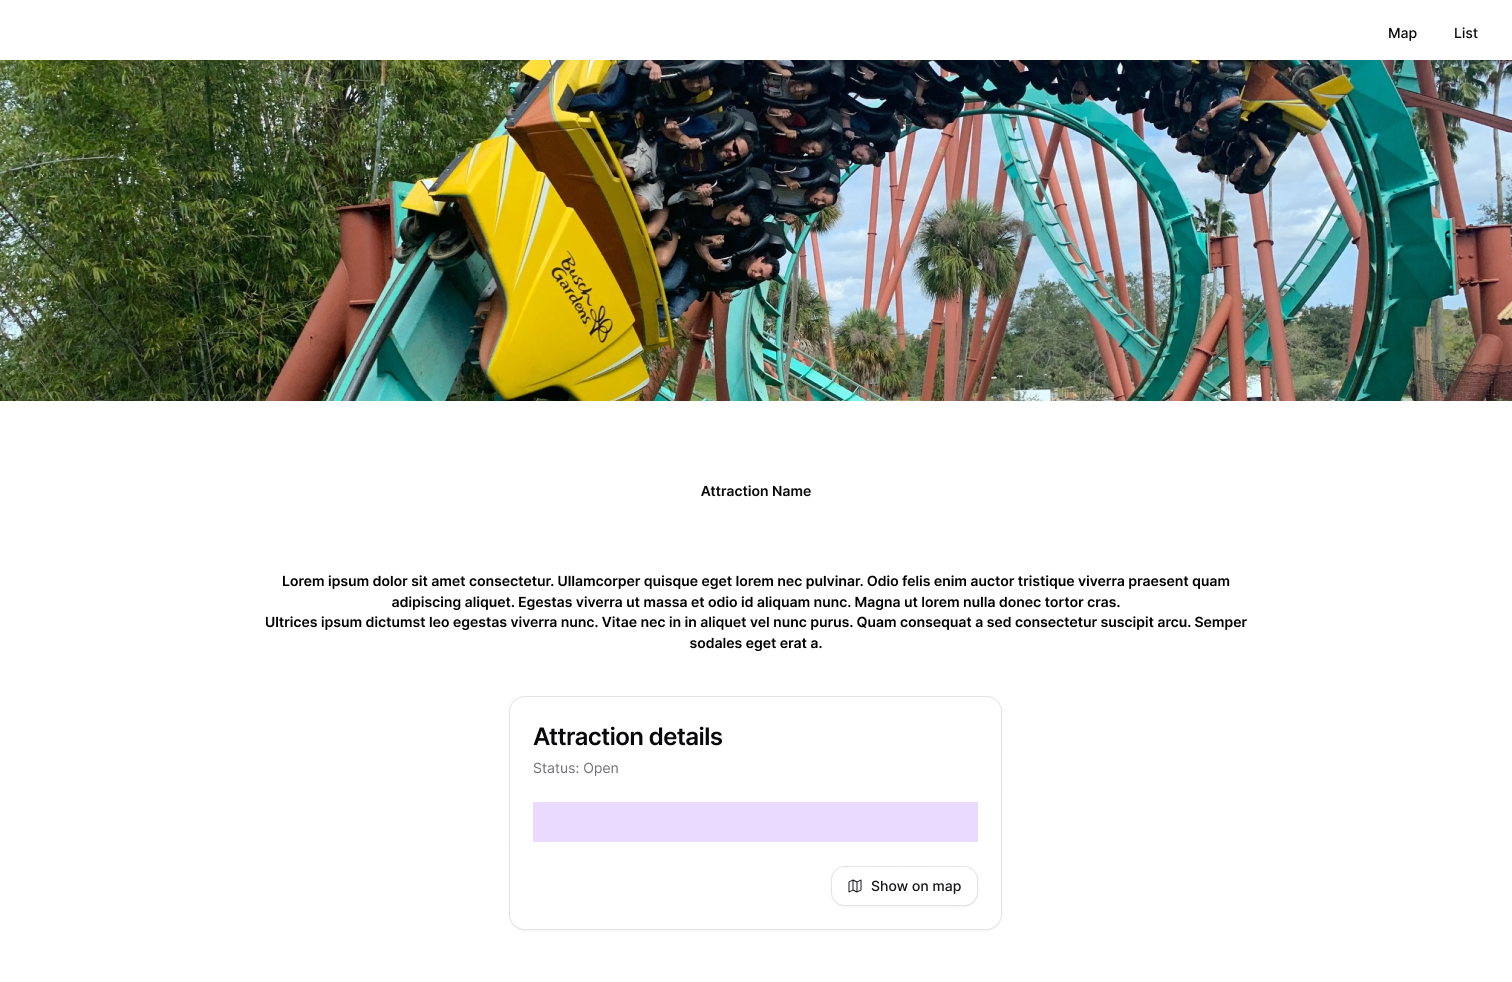 Map List
Busch
Gardens
Attraction Name
Lorem ipsum dolor sit amet consectetur. Ullamcorper quisque eget lorem nec pulvinar. Odio felis enim auctor tristique viverra praesent quam
adipiscing aliquet. Egestas viverra ut massa et odio id aliquam nunc. Magna ut lorem nulla donec tortor cras.
Ultrices ipsum dictumst leo egestas viverra nunc. Vitae nec in in aliquet vel nunc purus. Quam consequat a sed consectetur suscipit arcu. Semper
sodales eget erat a.
Attraction details
Status: Open
Show on map